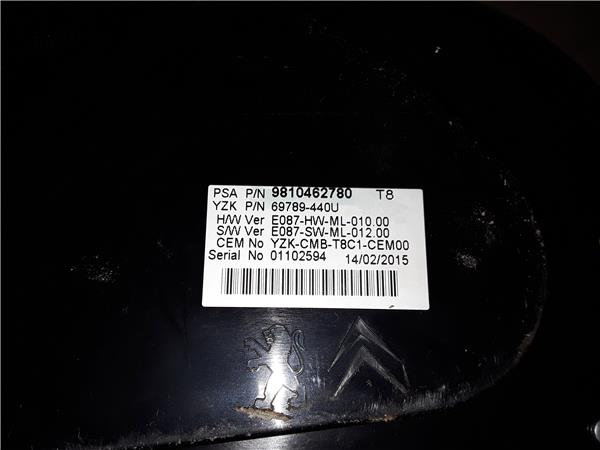 PSA P/N 9810462780 T8
YZK P/N 69789-440U
H/W Ver E087-HW-ML-010.00
S/W Ver E087-SW-ML-012.00
CEM No YZK-CMB-T8C1-CEM00
Serial No 01102594 14/02/2015